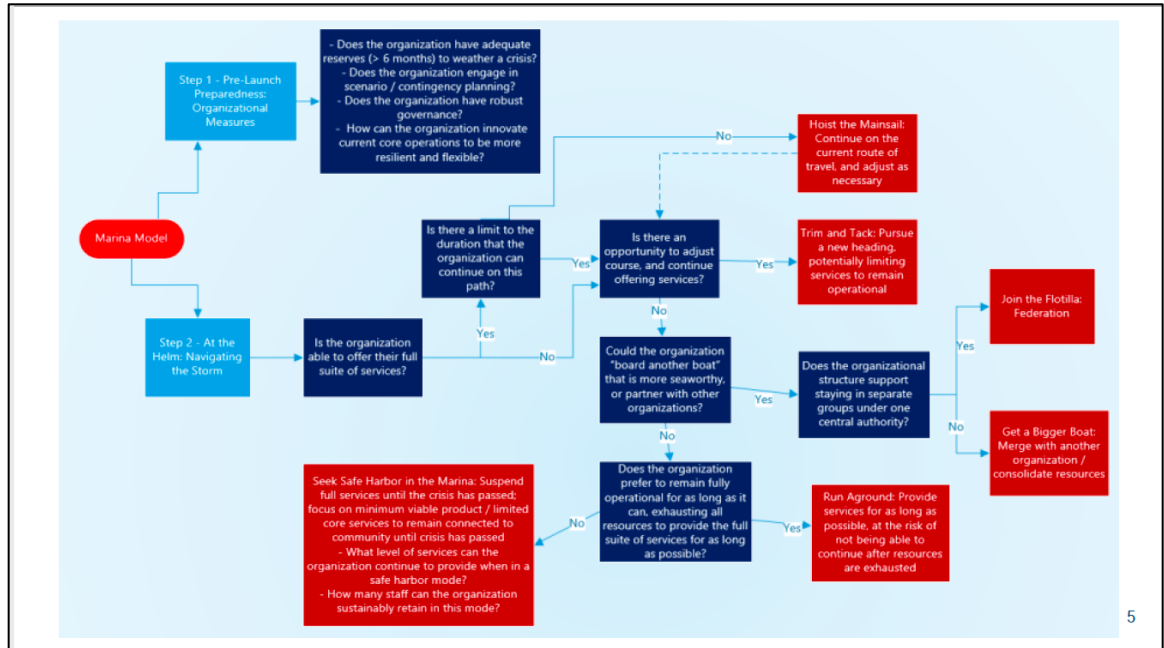 Marina Model
Step 1 - Pre-Launch
Preparedness:
Organizational
Measures
- Does the organization have adequate
reserves (> 6 months) to weather a crisis?
- Does the organization engage in
scenario / contingency planning?
- Does the organization have robust
governance?
- How can the organization innovate
current core operations to be more
resilient and flexible?
Step 2 - At the
Helm: Navigating
the Storm
Is the organization
able to offer their full
suite of services?
Yes
No
Is there a limit to the
duration that the
organization can
continue on this
path?
No
Yes
Hoist the Mainsail:
Continue on the
current route of
travel, and adjust as
necessary
Is there an
opportunity to adjust
course, and continue
offering services?
Yes
No
Trim and Tack: Pursue
a new heading,
potentially limiting
services to remain
operational
Could the organization
"board another boat"
that is more seaworthy,
or partner with other
organizations?
Yes
No
Does the organizational
structure support
staying in separate
groups under one
central authority?
Yes
No
Join the Flotilla:
Federation
Get a Bigger Boat:
Merge with another
organization /
consolidate resources
Does the organization
prefer to remain fully
operational for as long as it
can, exhausting all
resources to provide the full
suite of services for as long
as possible?
Yes
No
Run Aground: Provide
services for as long as
possible, at the risk of
not being able to
continue after resources
are exhausted
Seek Safe Harbor in the Marina: Suspend
full services until the crisis has passed;
focus on minimum viable product / limited
core services to remain connected to
community until crisis has passed
- What level of services can the
organization continue to provide when in a
safe harbor mode?
- How many staff can the organization
sustainably retain in this mode?
5